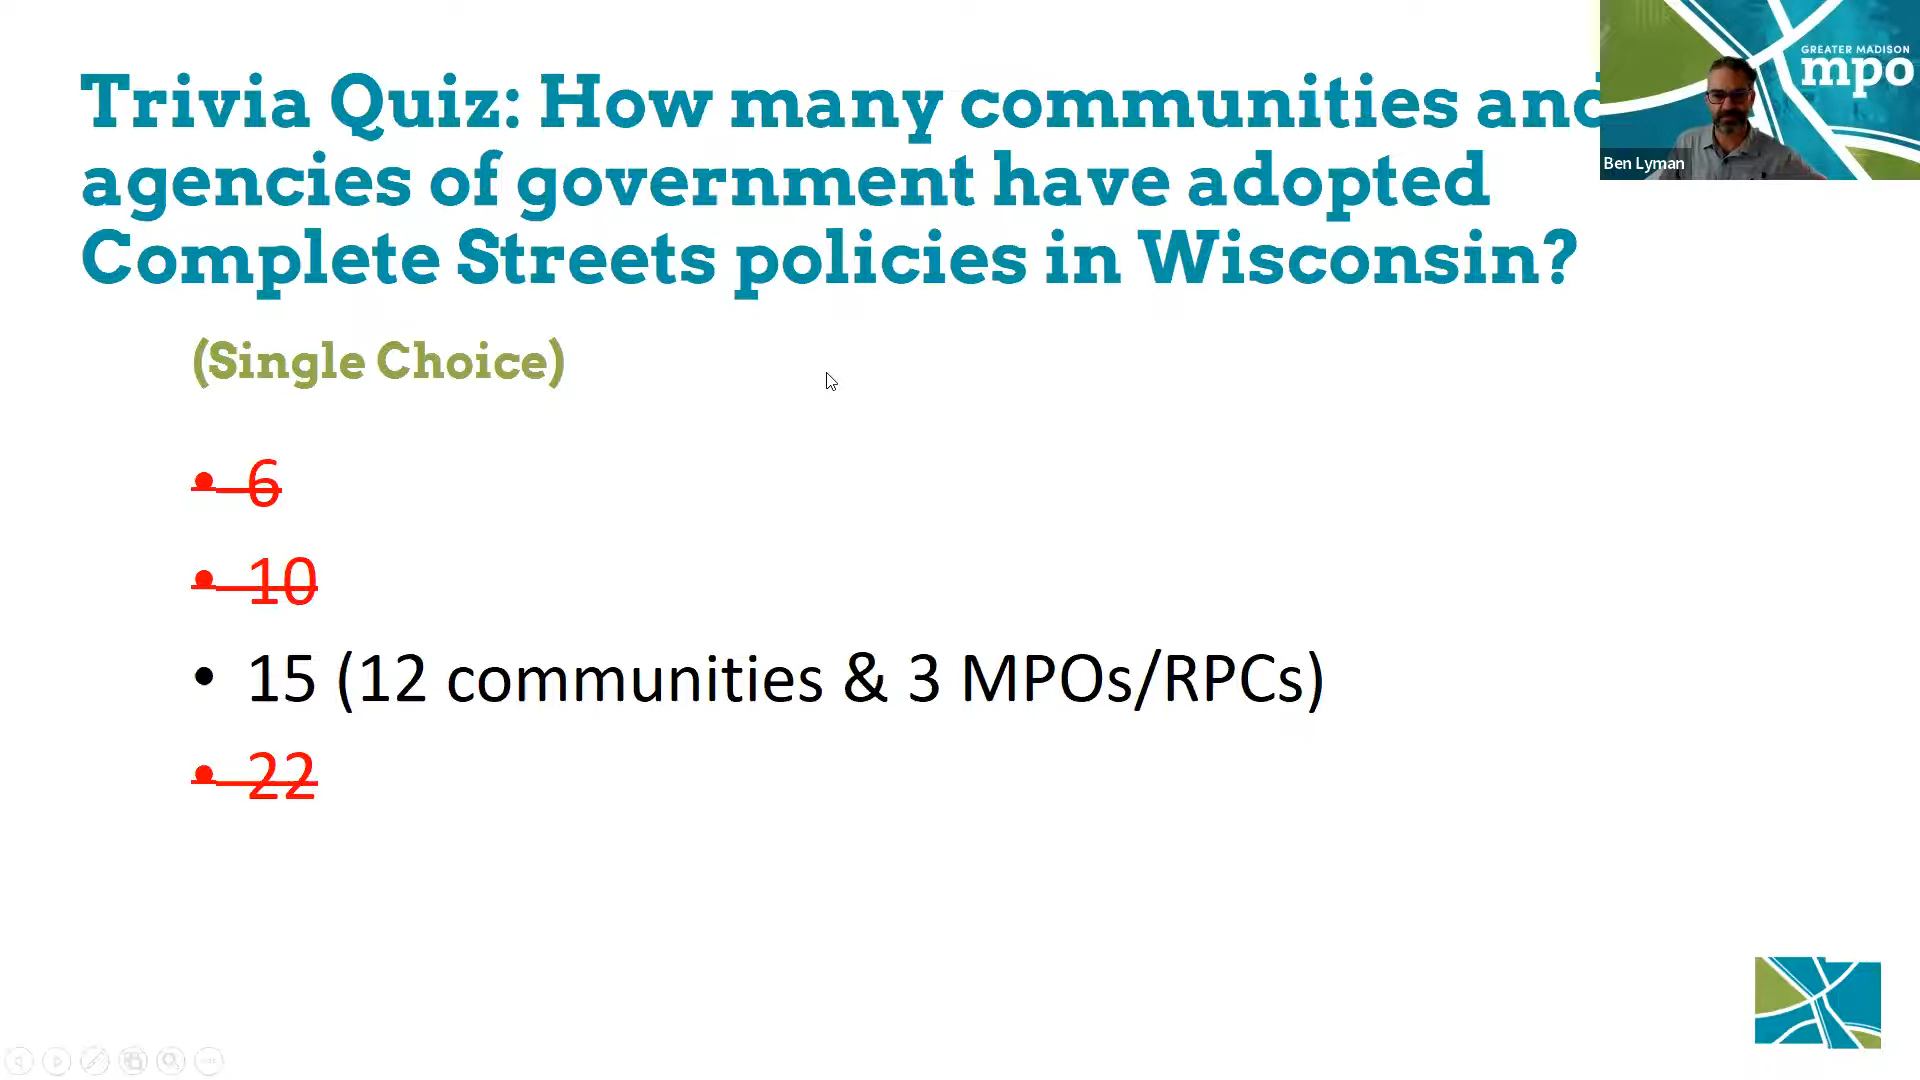 Trivia Quiz: How many communities and
agencies of government have adopted
Complete Streets policies in Wisconsin?
GREATER MADISON
mpo
Ben Lyman
(Single Choice)
• 6
• 10
• 15 (12 communities & 3 MPOs/RPCs)
• 22